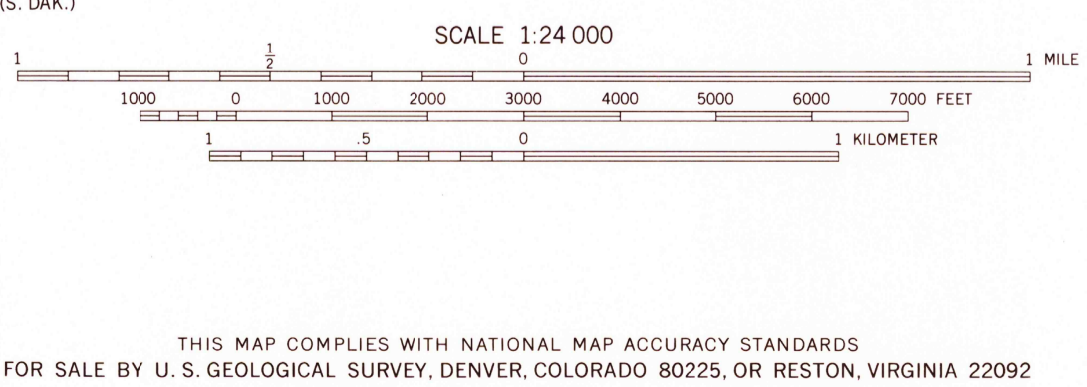 (S. DAK.)
SCALE 1:24 000
1 1/2 0 1 MILE
1000 0 1000 2000 3000 4000 5000 6000 7000 FEET
1 .5 0 1 KILOMETER
THIS MAP COMPLIES WITH NATIONAL MAP ACCURACY STANDARDS
FOR SALE BY U. S. GEOLOGICAL SURVEY, DENVER, COLORADO 80225, OR RESTON, VIRGINIA 22092